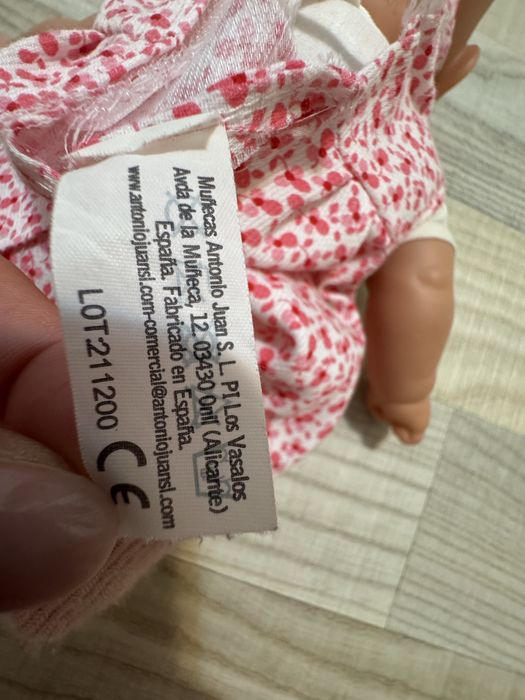 Muñecas Antonio Juan S. L. PI Los Vasalos
Avda de la Muñeca, 12 03430 Onil (Alicante)
España. Fabricado en España.
www.antoniojuansl.com-comercial@antoniojuansl.com
LOT:211200 CE